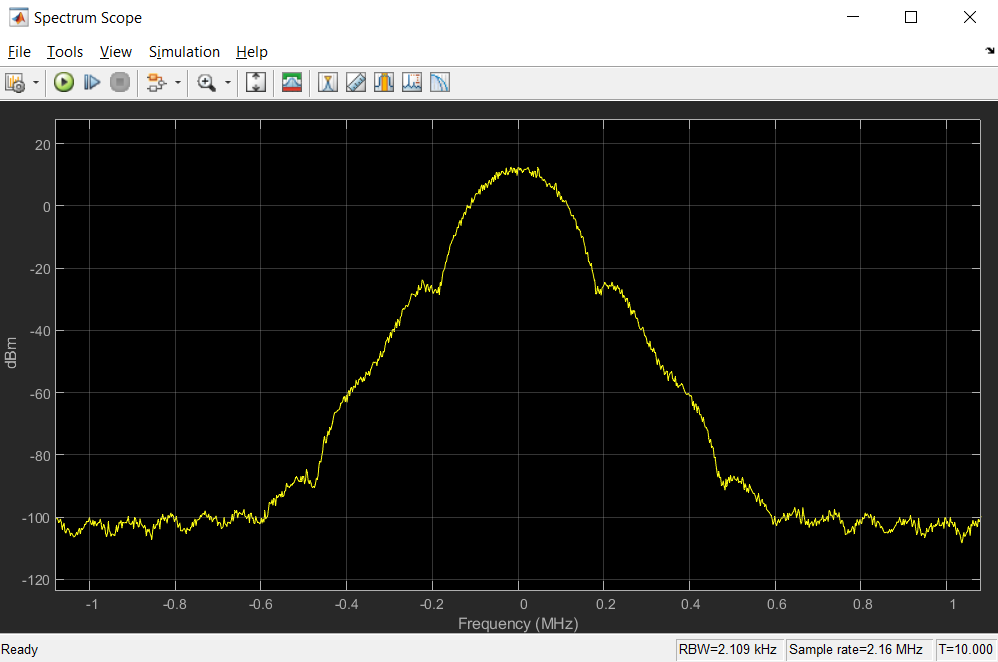 Spectrum Scope
File Tools View Simulation Help
20
0
-20
-40
-60
-80
-100
-120
dBm
-1 -0.8 -0.6 -0.4 -0.2 0 0.2 0.4 0.6 0.8 1
Frequency (MHz)
Ready RBW=2.109 kHz Sample rate=2.16 MHz T=10.000